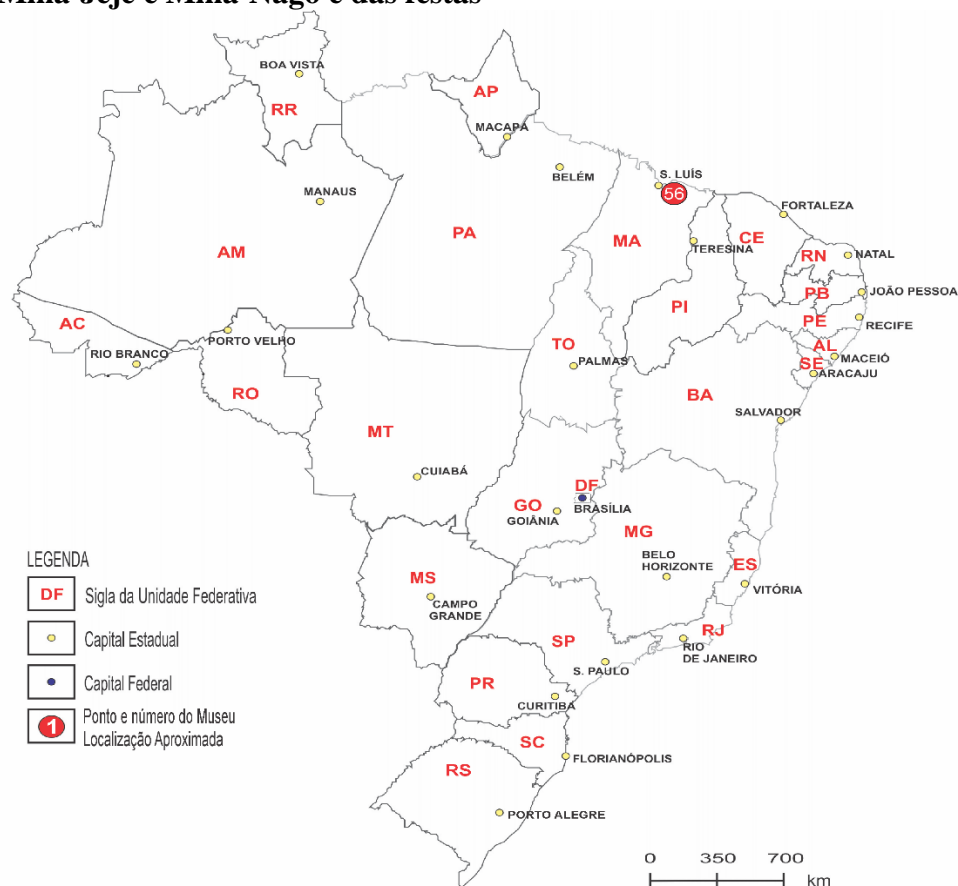 Mina-Jeje e Mina-Nagô e das festas
BOA VISTA
RR
AP
MACAPÁ
BELÉM
S. LUÍS
56
MANAUS
FORTALEZA
AM
PA
MA
TERESINA
CE
RN
NATAL
PB
JOÃO PESSOA
PI
PE
RECIFE
AC
PORTO VELHO
RIO BRANCO
TO
PALMAS
AL
MACEIÓ
SE
ARACAJU
RO
BA
MT
SALVADOR
CUIABÁ
DF
GO
BRASÍLIA
GOIÂNIA
MG
BELO
HORIZONTE
ES
VITÓRIA
MS
CAMPO
GRANDE
RJ
RIO
DE JANEIRO
SP
S. PAULO
PR
CURITIBA
SC
FLORIANÓPOLIS
RS
PORTO ALEGRE
LEGENDA
DF Sigla da Unidade Federativa
Capital Estadual
Capital Federal
1 Ponto e número do Museu
Localização Aproximada
0 350 700
km